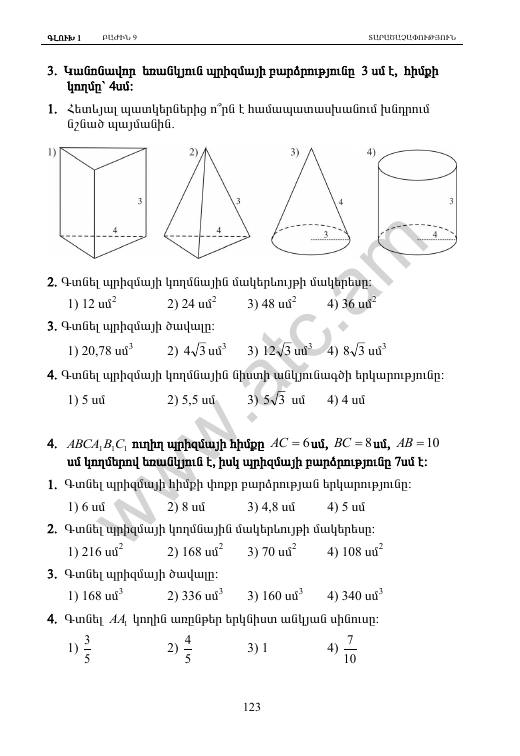 ԳԼՈՒԽ 1 ԲԱԺԻՆ 9 ՏԱՐԱԾԱՉԱՓՈՒԹՅՈՒՆ
3. Կանոնավոր եռանկյուն պրիզմայի բարձրությունը 3 սմ է, հիմքի
կողմը՝ 4սմ:
1. Հետևյալ պատկերներից ո՞րն է համապատասխանում խնդրում
նշված պայմանին.
1) 2) 3) 4)
3 3 4 3
4 4 3 4
2. Գտնել պրիզմայի կողմնային մակերևույթի մակերեսը:
1) 12 սմ² 2) 24 սմ² 3) 48 սմ² 4) 36 սմ²
3. Գտնել պրիզմայի ծավալը:
1) 20,78 սմ³ 2) 4√3 սմ³ 3) 12√3 սմ³ 4) 8√3 սմ³
4. Գտնել պրիզմայի կողմնային նիստի անկյունագծի երկարությունը:
1) 5 սմ 2) 5,5 սմ 3) 5√3 սմ 4) 4 սմ
4. ABCA₁B₁C₁ ուղիղ պրիզմայի հիմքը AC = 6սմ, BC = 8սմ, AB = 10
սմ կողմերով եռանկյուն է, իսկ պրիզմայի բարձրությունը 7սմ է:
1. Գտնել պրիզմայի հիմքի փոքր բարձրության երկարությունը:
1) 6 սմ 2) 8 սմ 3) 4,8 սմ 4) 5 սմ
2. Գտնել պրիզմայի կողմնային մակերևույթի մակերեսը:
1) 216 սմ² 2) 168 սմ² 3) 70 սմ² 4) 108 սմ²
3. Գտնել պրիզմայի ծավալը:
1) 168 սմ³ 2) 336 սմ³ 3) 160 սմ³ 4) 340 սմ³
4. Գտնել AA₁ կողին առընթեր երկնիստ անկյան սինուսը:
1) 3/5 2) 4/5 3) 1 4) 7/10
123
www.atc.am